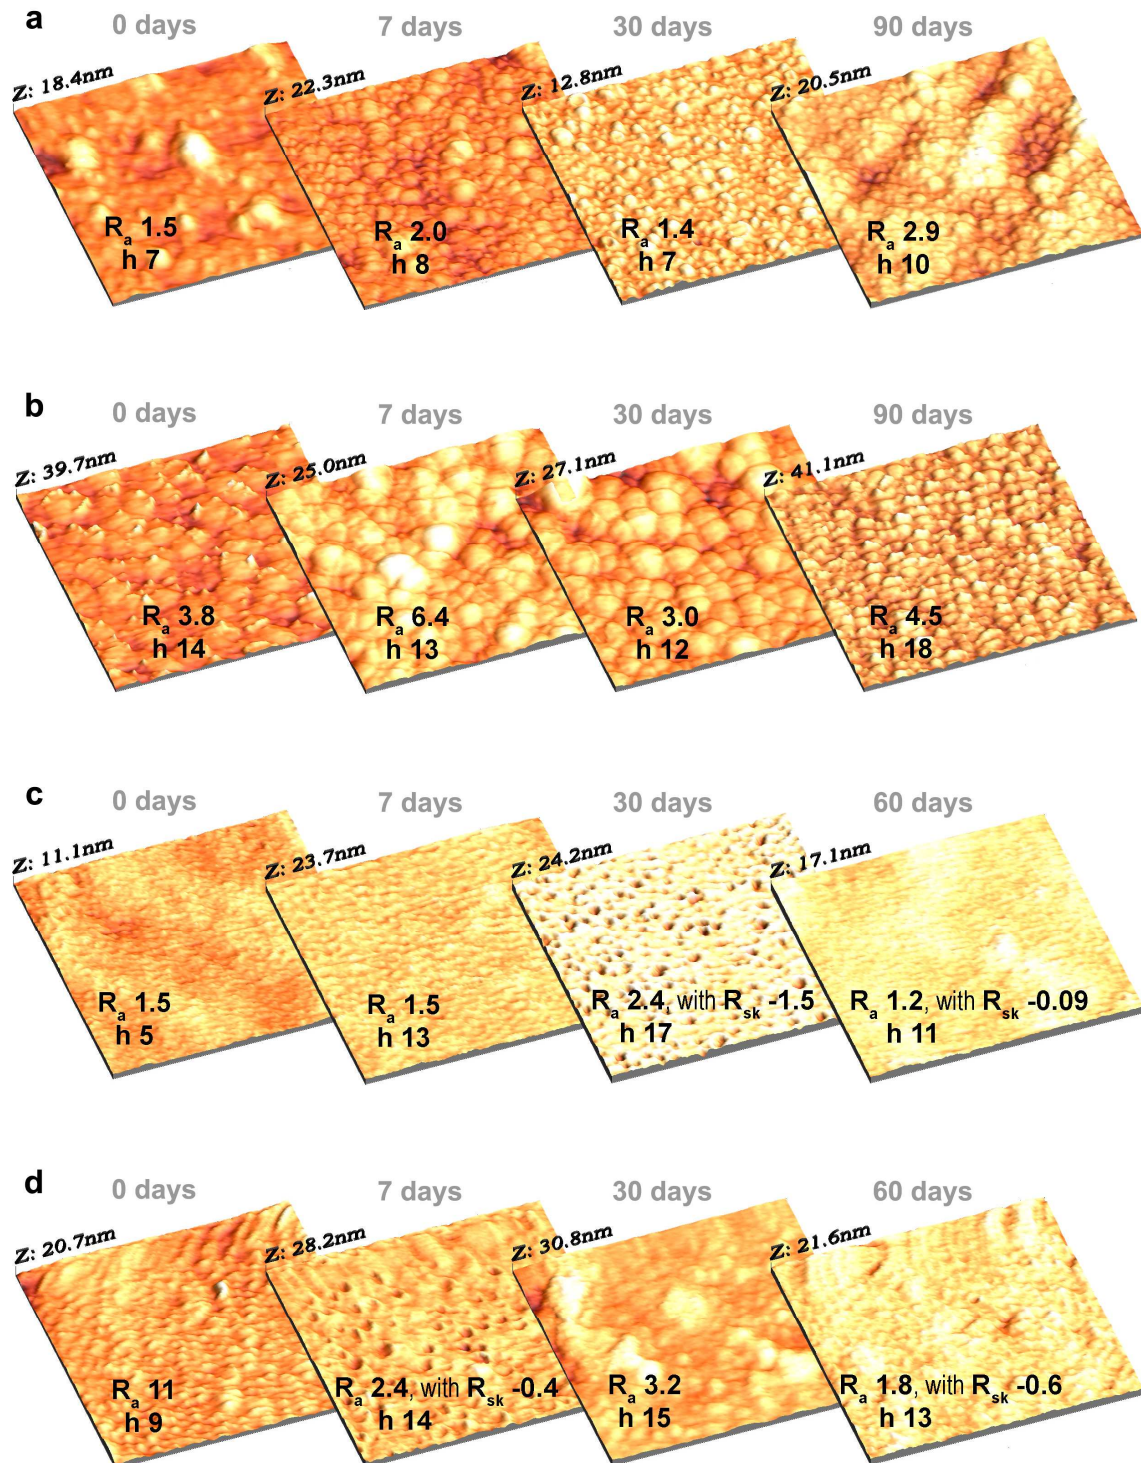 a
0 days
7 days
30 days
90 days
Z: 18.4nm
Z: 22.3nm
Z: 12.8nm
Z: 20.5nm
Ra 1.5
h 7
Ra 2.0
h 8
Ra 1.4
h 7
Ra 2.9
h 10
b
0 days
7 days
30 days
90 days
Z: 39.7nm
Z: 25.0nm
Z: 27.1nm
Z: 41.1nm
Ra 3.8
h 14
Ra 6.4
h 13
Ra 3.0
h 12
Ra 4.5
h 18
c
0 days
7 days
30 days
60 days
Z: 11.1nm
Z: 23.7nm
Z: 24.2nm
Z: 17.1nm
Ra 1.5
h 5
Ra 1.5
h 13
Ra 2.4, with Rsk -1.5
h 17
Ra 1.2, with Rsk -0.09
h 11
d
0 days
7 days
30 days
60 days
Z: 20.7nm
Z: 28.2nm
Z: 30.8nm
Z: 21.6nm
Ra 11
h 9
Ra 2.4, with Rsk -0.4
h 14
Ra 3.2
h 15
Ra 1.8, with Rsk -0.6
h 13